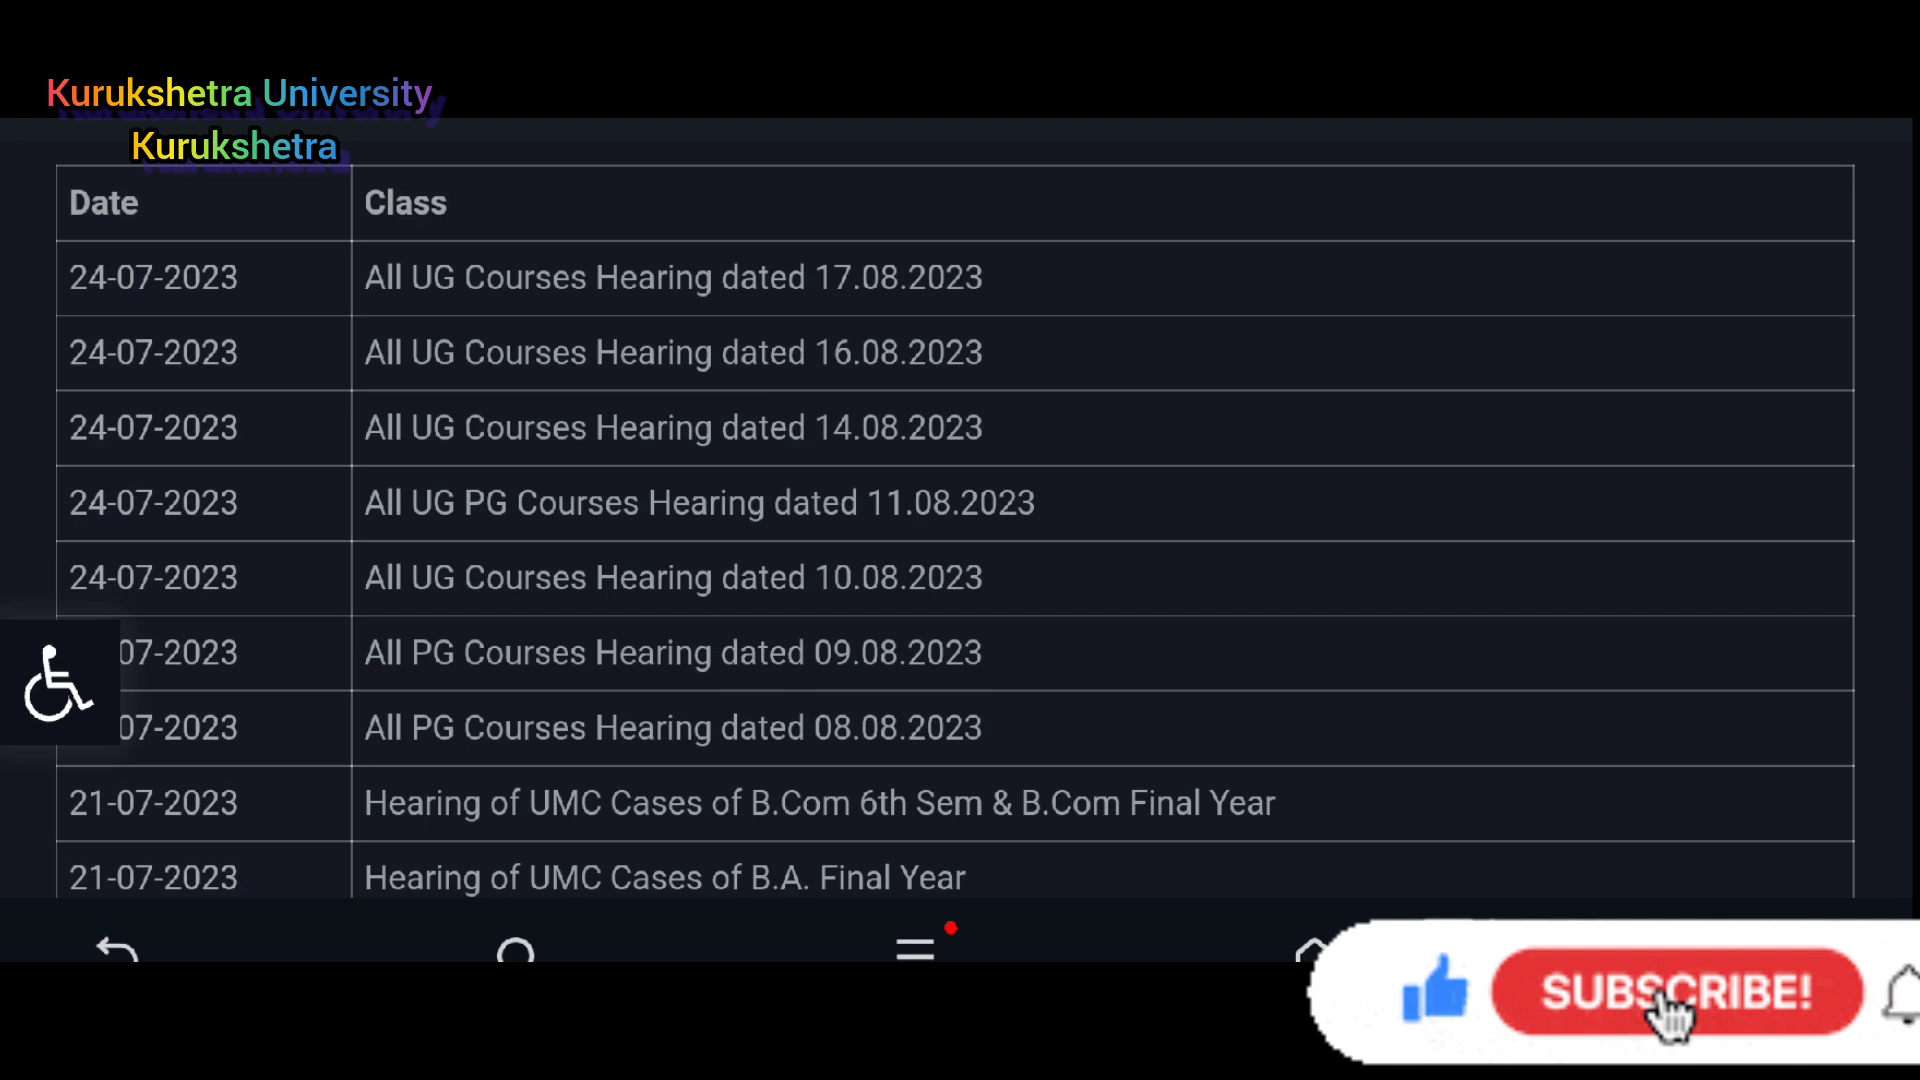 Kurukshetra University
Kurukshetra
Date Class
24-07-2023 All UG Courses Hearing dated 17.08.2023
24-07-2023 All UG Courses Hearing dated 16.08.2023
24-07-2023 All UG Courses Hearing dated 14.08.2023
24-07-2023 All UG PG Courses Hearing dated 11.08.2023
24-07-2023 All UG Courses Hearing dated 10.08.2023
07-2023 All PG Courses Hearing dated 09.08.2023
07-2023 All PG Courses Hearing dated 08.08.2023
21-07-2023 Hearing of UMC Cases of B.Com 6th Sem & B.Com Final Year
21-07-2023 Hearing of UMC Cases of B.A. Final Year
SUBSCRIBE!